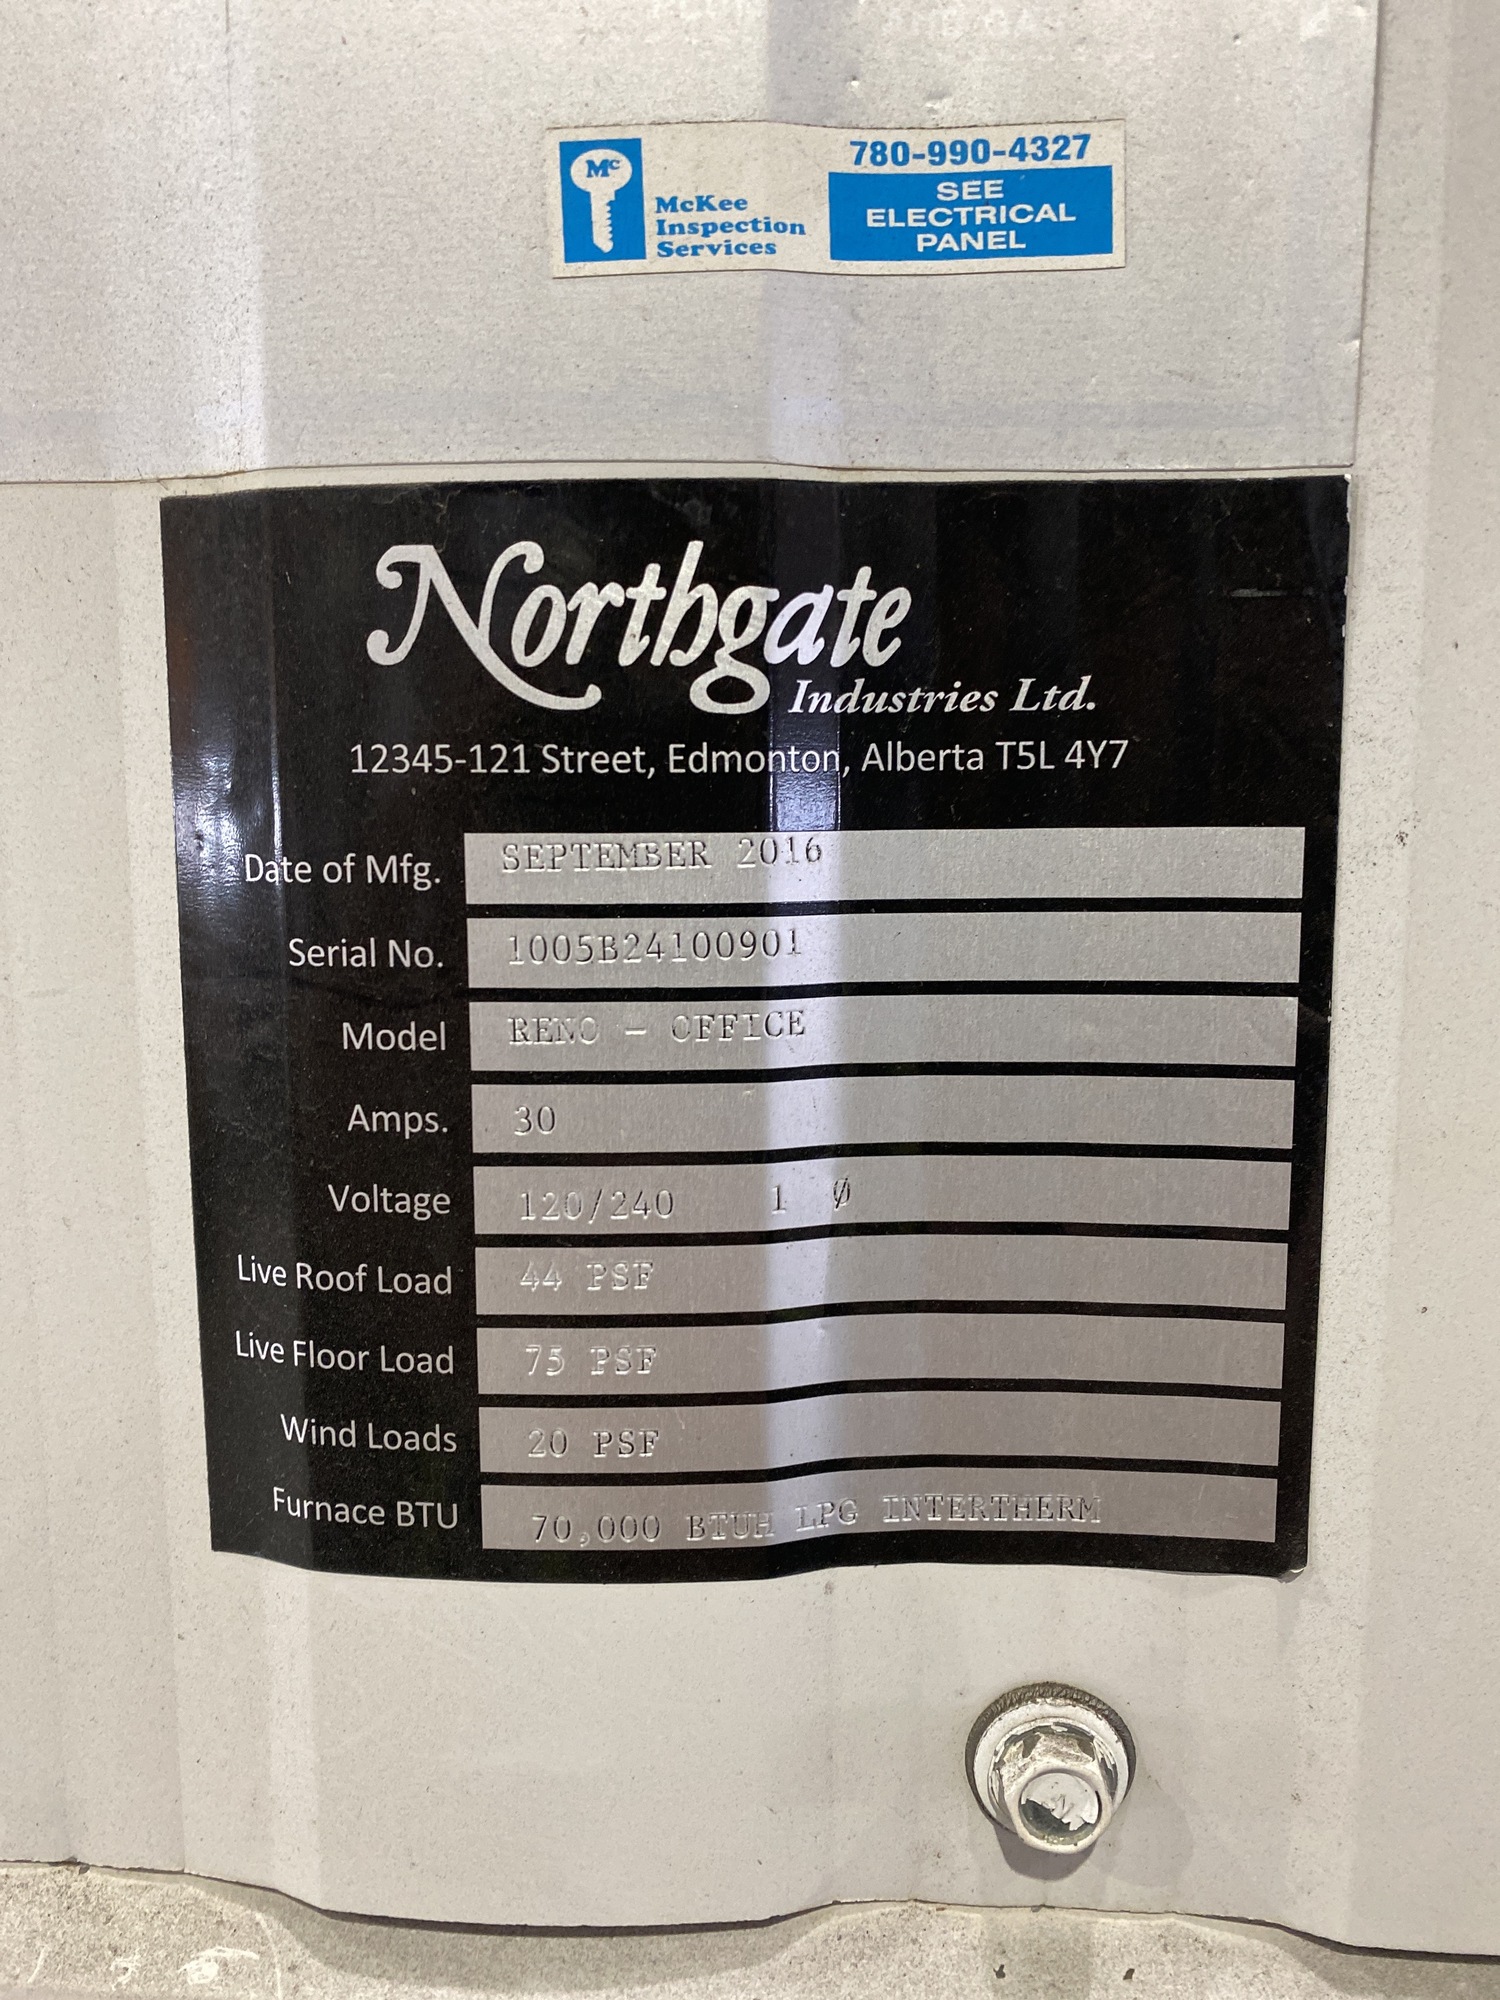 Mc
McKee
Inspection
Services
780-990-4327
SEE
ELECTRICAL
PANEL
Northgate
Industries Ltd.
12345-121 Street, Edmonton, Alberta T5L 4Y7
Date of Mfg. SEPTEMBER 2016
Serial No. 1005B24100901
Model RENO - OFFICE
Amps. 30
Voltage 120/240 1 Ø
Live Roof Load 44 PSF
Live Floor Load 75 PSF
Wind Loads 20 PSF
Furnace BTU 70,000 BTUH LPG INTERTHERM